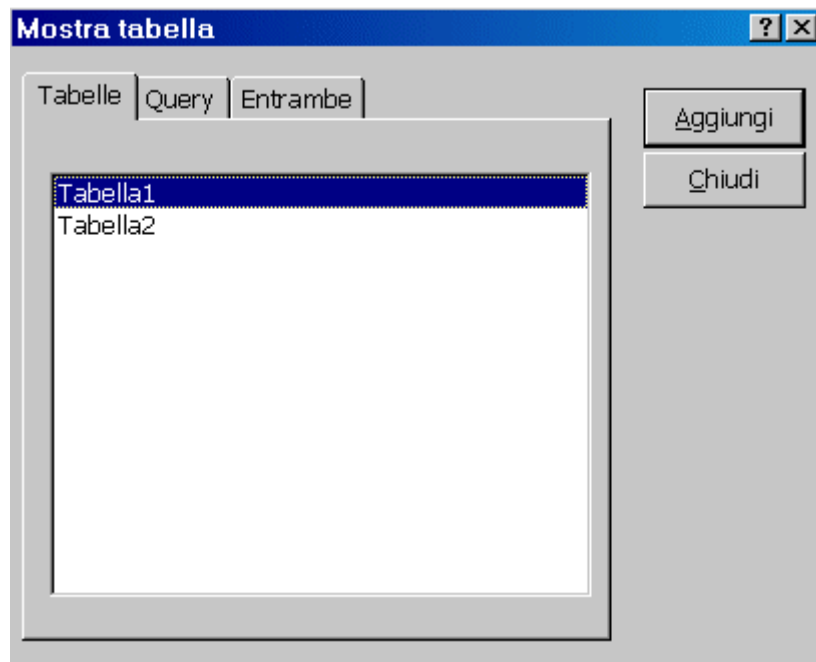 Mostra tabella
Tabelle Query Entrambe
Aggiungi
Chiudi
Tabella1
Tabella2